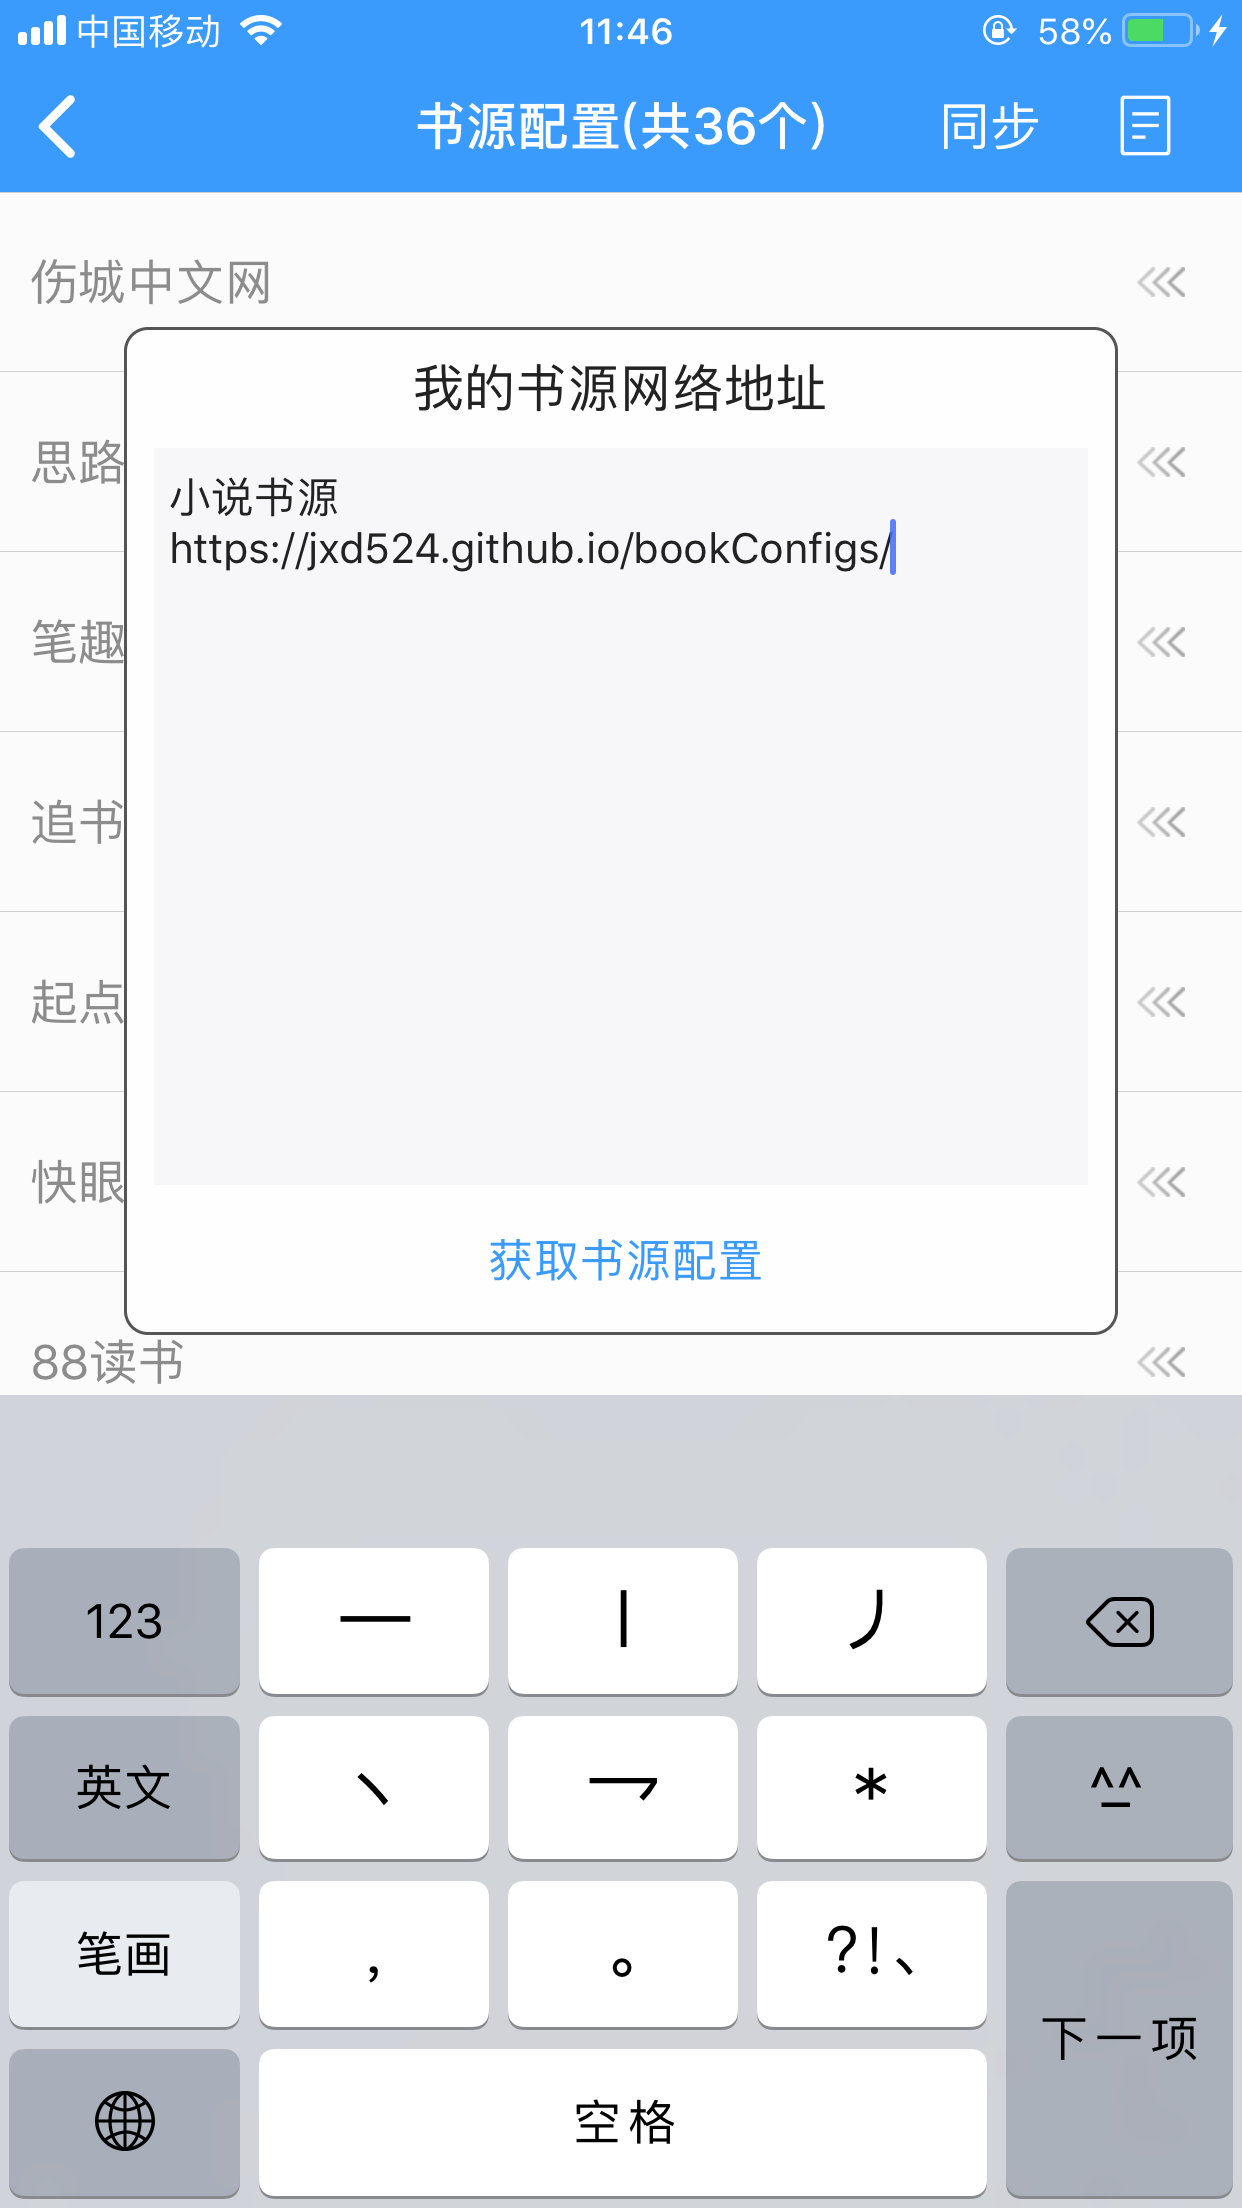 中国移动 11:46 58%
书源配置(共36个) 同步
伤城中文网
我的书源网络地址
思路
小说书源
https://jxd524.github.io/bookConfigs/
笔趣
追书
起点
快眼
获取书源配置
88读书
123 一 丨 丿
英文 丶 乛 * ^_^
笔画 , 。 ?!、
下一项
空格